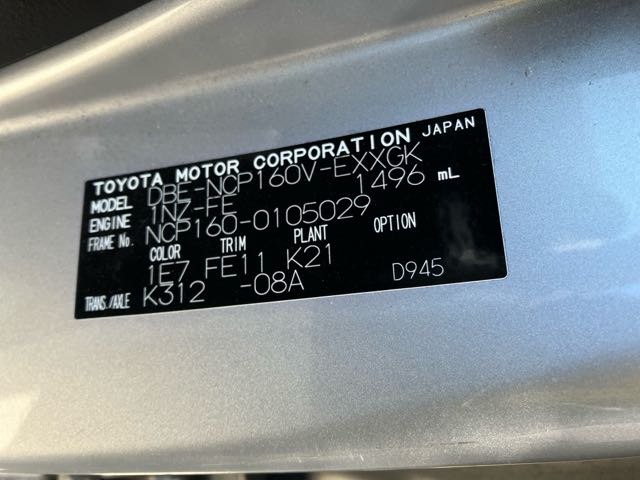 TOYOTA MOTOR CORPORATION JAPAN
MODEL DBE-NCP160V-EXXGK
ENGINE 1NZ-FE 1496 mL
FRAME No. NCP160-0105029
COLOR TRIM PLANT OPTION
1E7 FE11 K21
TRANS./AXLE K312 -08A D945